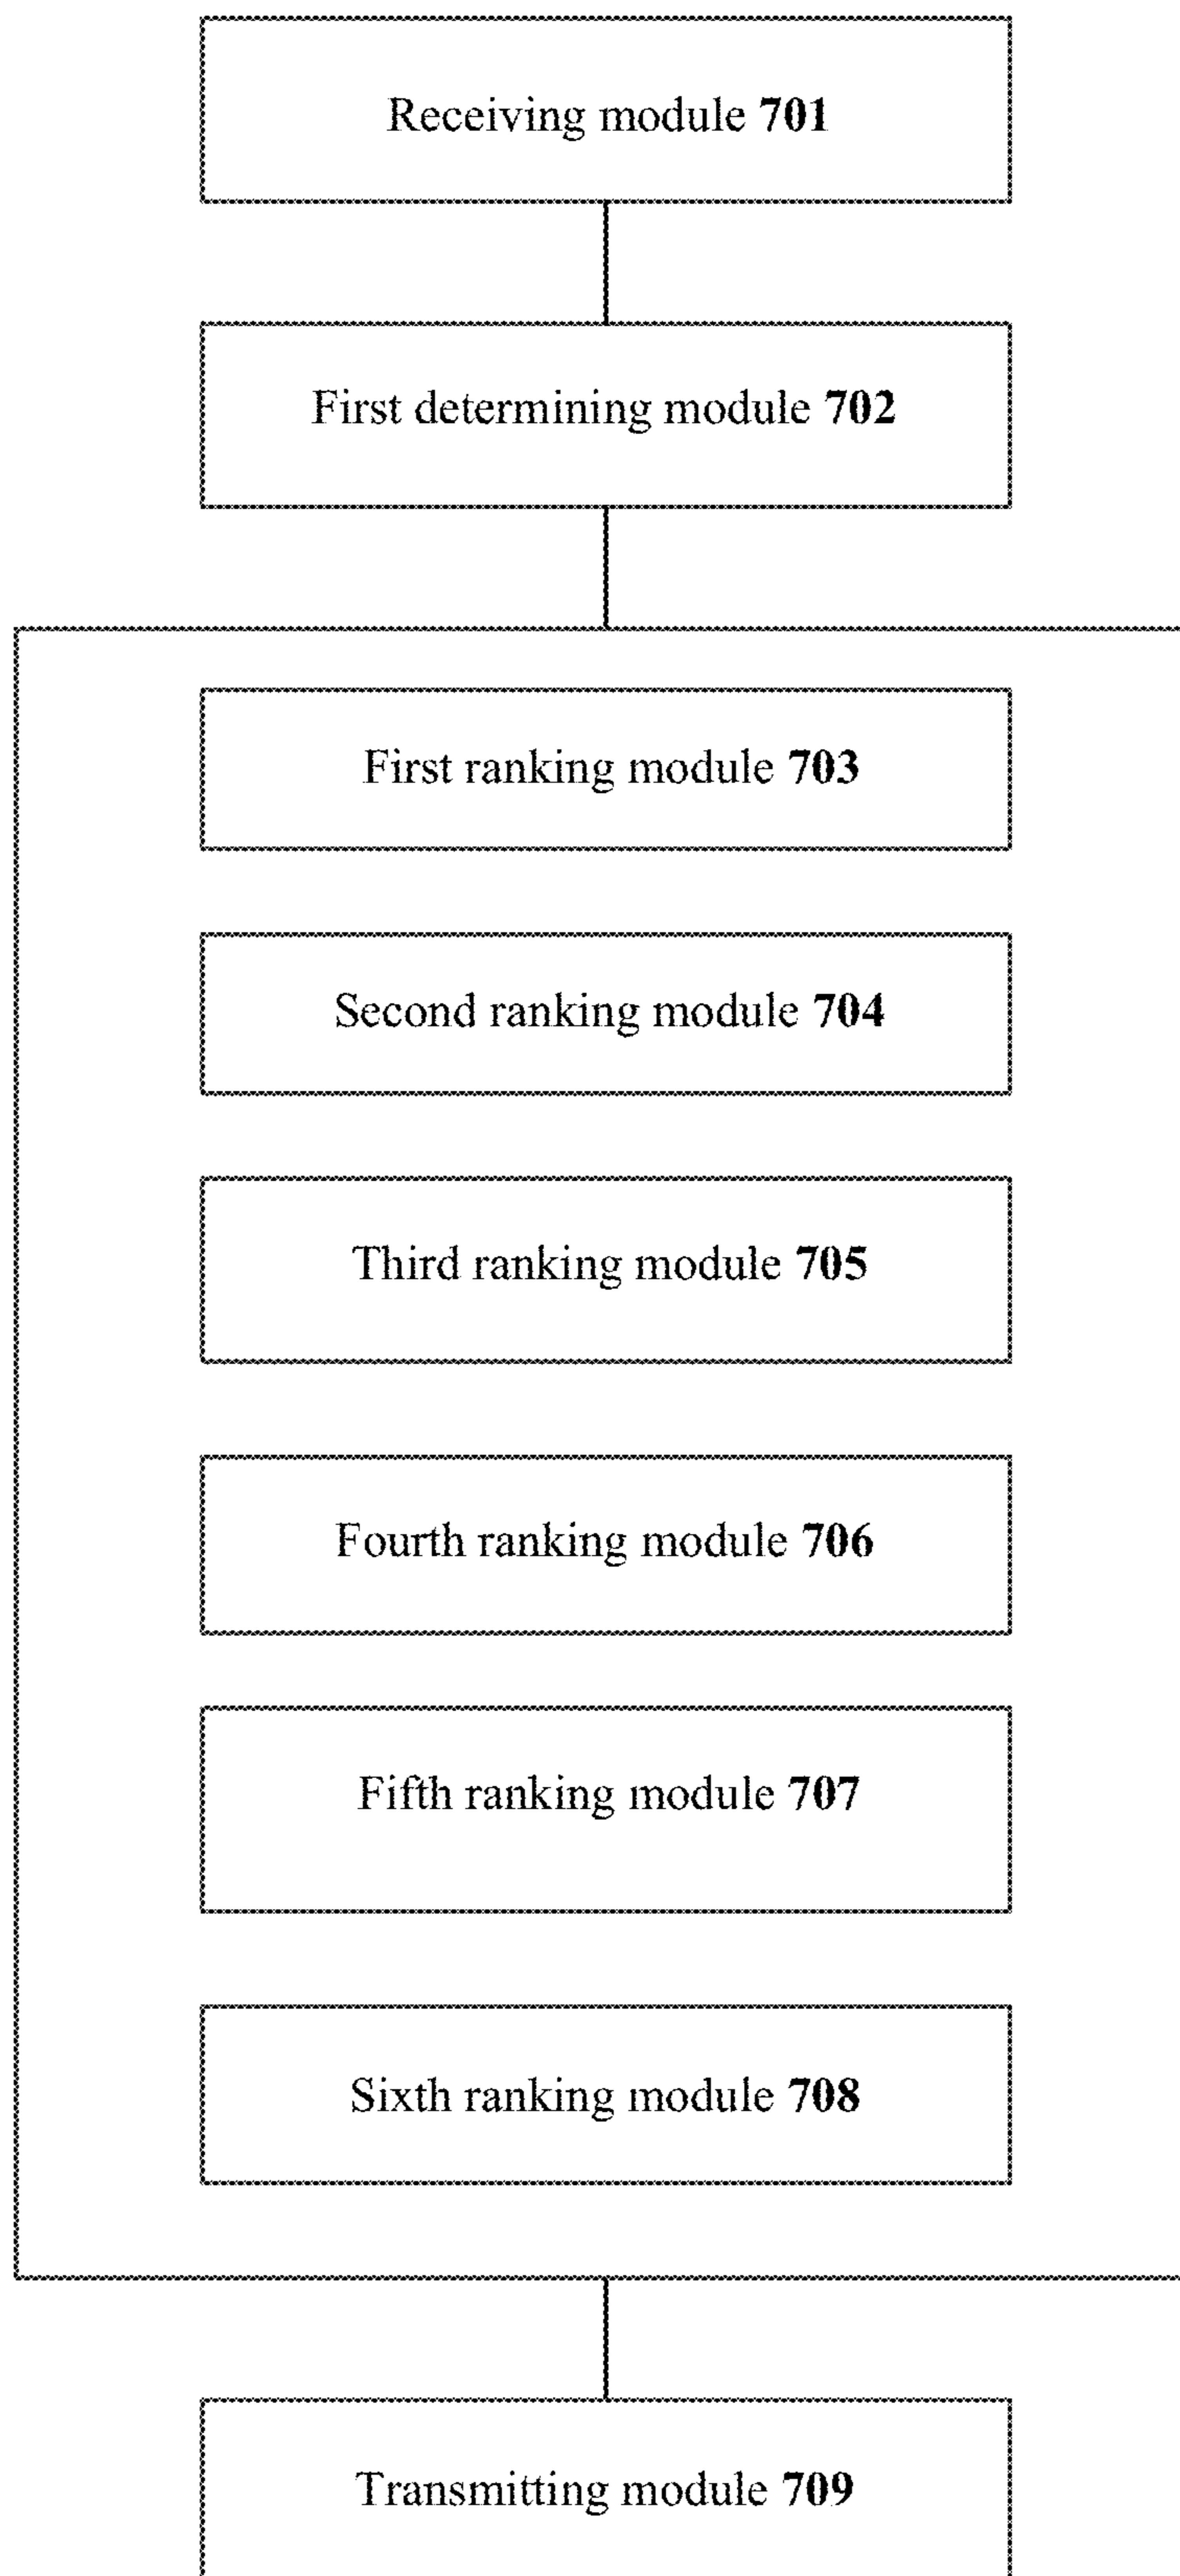 Receiving module 701
First determining module 702
First ranking module 703
Second ranking module 704
Third ranking module 705
Fourth ranking module 706
Fifth ranking module 707
Sixth ranking module 708
Transmitting module 709